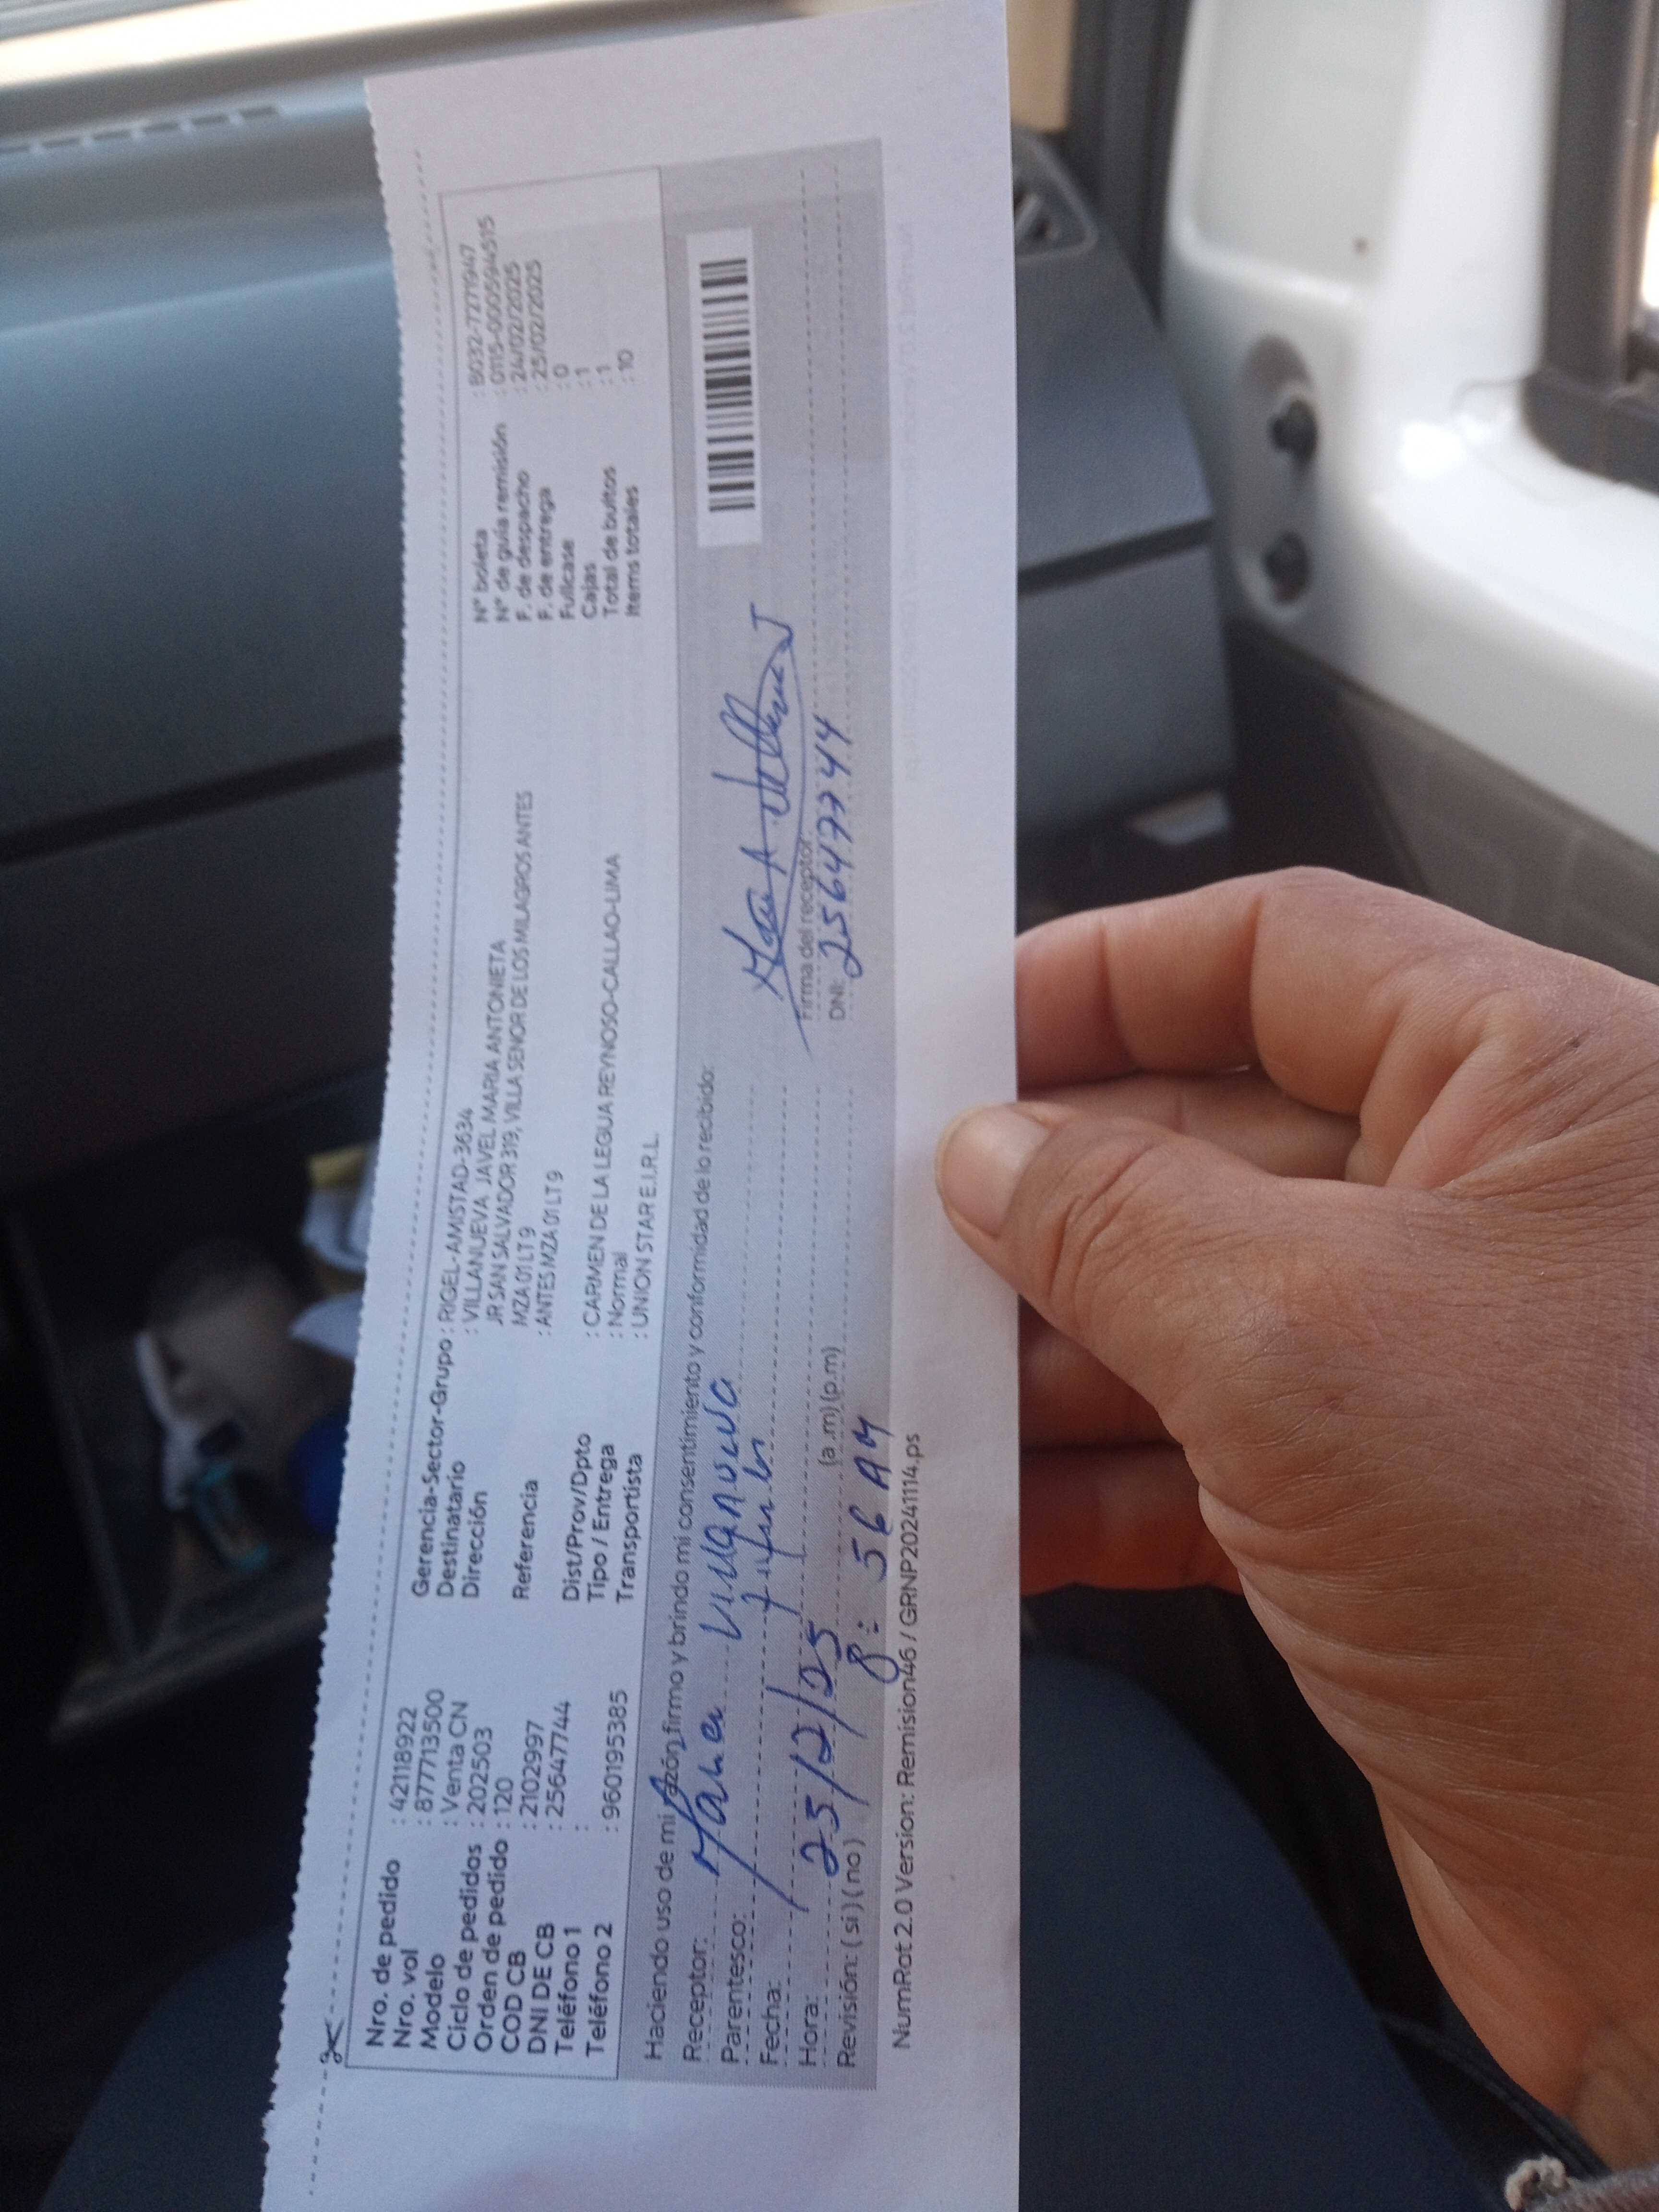 Nro. de pedido : 42118922
Nro. vol : 877713500
Modelo : Venta CN
Ciclo de pedidos : 202503
Orden de pedido : 120
COD CB : 2102997
DNI DE CB : 25647744
Teléfono 1 :
Teléfono 2 : 960195385
Gerencia-Sector-Grupo : RIGEL-AMISTAD-3634
Destinatario : VILLANUEVA JAVEL MARIA ANTONIETA
Dirección JR SAN SALVADOR 319, VILLA SENOR DE LOS MILAGROS ANTES
MZA 01 LT 9
Referencia : ANTES MZA 01 LT 9
Dist/Prov/Dpto : CARMEN DE LA LEGUA REYNOSO-CALLAO-LIMA
Tipo / Entrega : Normal
Transportista : UNION STAR E.I.R.L.
N° boleta : B032-72771947
N° de guía remisión : 0115-000594515
F. de despacho : 24/02/2025
F. de entrega : 25/02/2025
Fullcase : 0
Cajas : 1
Total de bultos : 1
Items totales : 10
Haciendo uso de mi razón, firmo y brindo mi consentimiento y conformidad de lo recibido:
Receptor: Villanueva
Parentesco:
Fecha: 25/2/25
Hora: 8:56 AM (a.m) (p.m)
Revisión: ( si ) ( no )
Firma del receptor
DNI: 25647744
NumRot 2.0 Version: Remision46 / GRNP20241114.ps